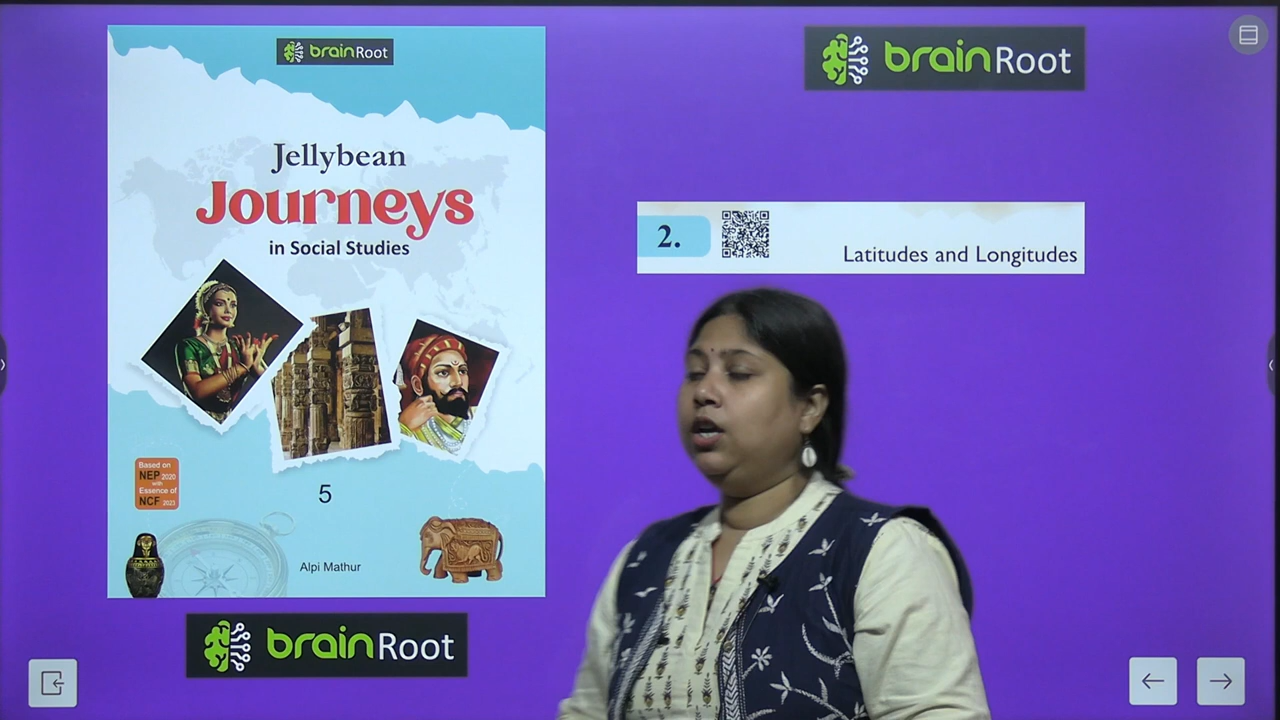 brainRoot
Jellybean
Journeys
in Social Studies
Based on
NEP 2020
with
Essence of
NCF 2023
5
Alpi Mathur
brainRoot
brainRoot
2.
Latitudes and Longitudes